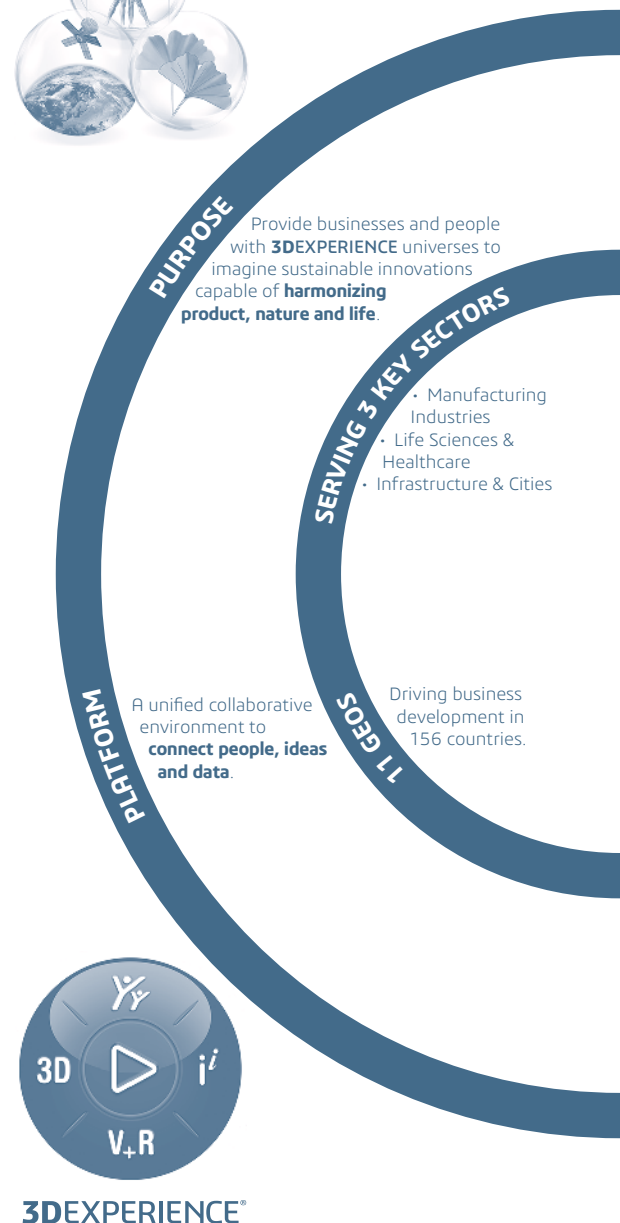 PURPOSE
Provide businesses and people
with 3DEXPERIENCE universes to
imagine sustainable innovations
capable of harmonizing
product, nature and life.
SERVING 3 KEY SECTORS
• Manufacturing
Industries
• Life Sciences &
Healthcare
• Infrastructure & Cities
PLATFORM
A unified collaborative
environment to
connect people, ideas
and data.
11 GEOS
Driving business
development in
156 countries.
3D
i i
V+R
3DEXPERIENCE®